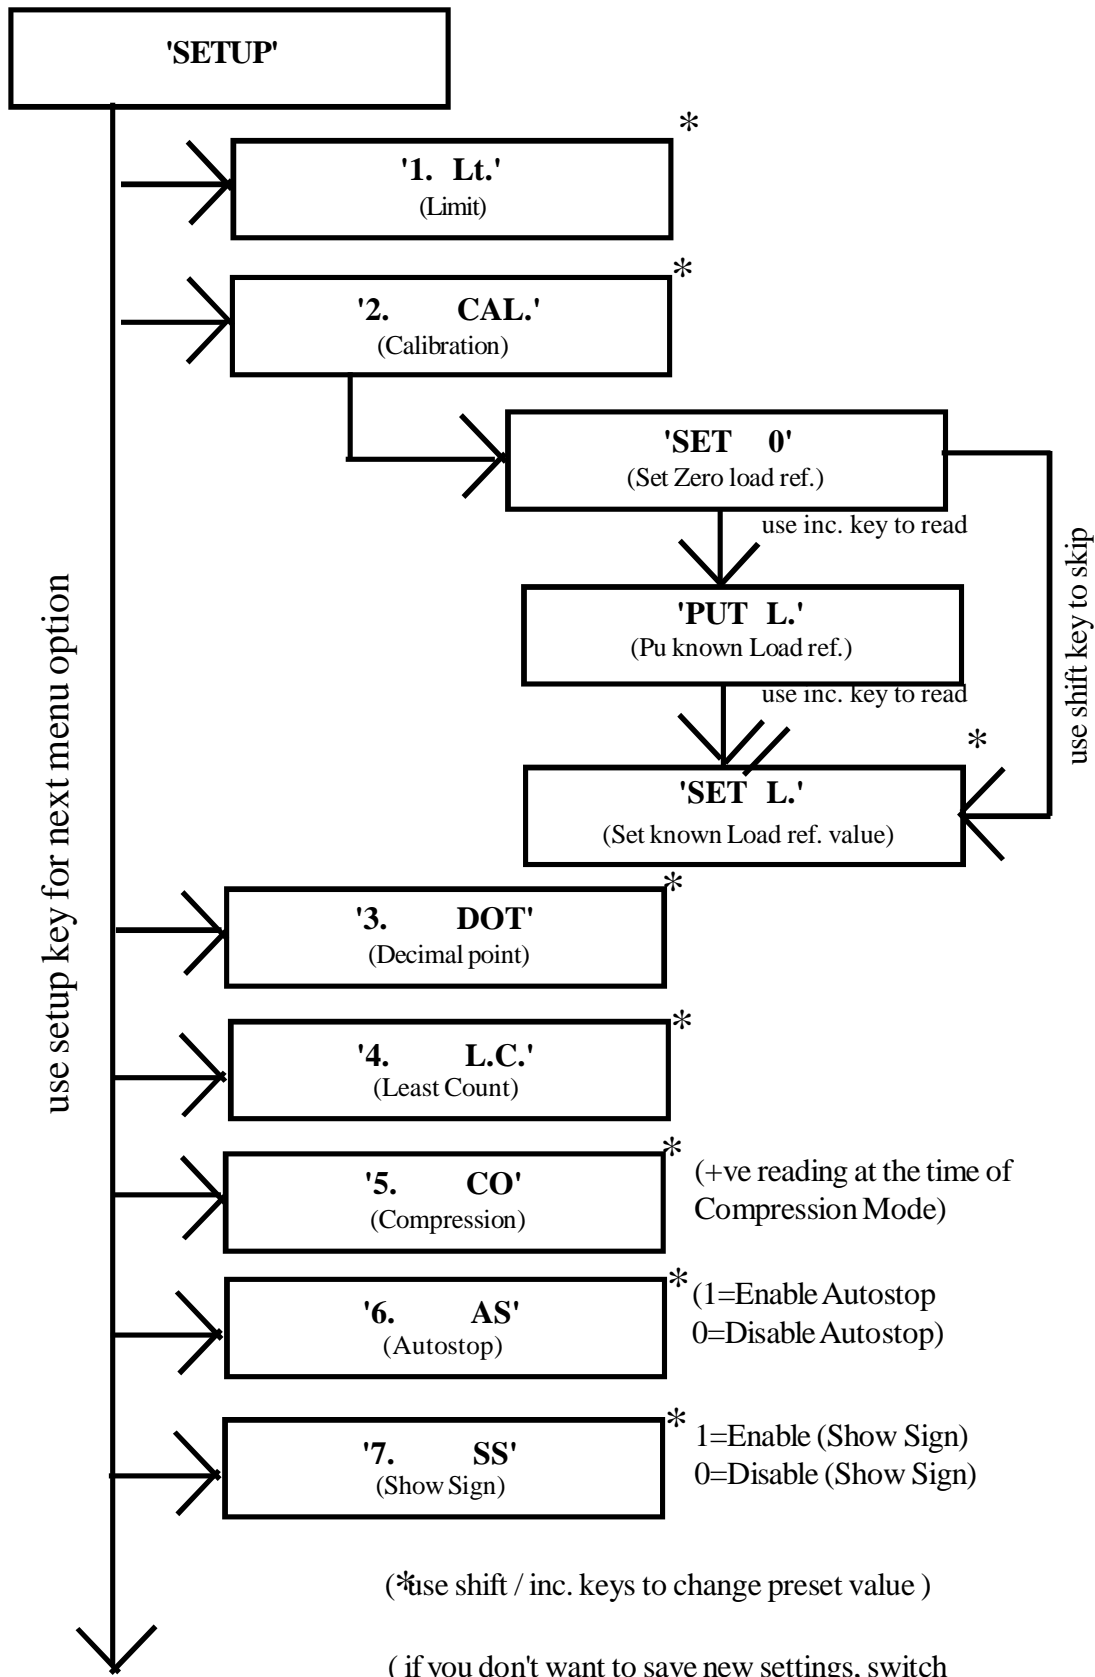 'SETUP'
*
'1. Lt.'
(Limit)
*
'2. CAL.'
(Calibration)
'SET 0'
(Set Zero load ref.)
use inc. key to read
'PUT L.'
(Pu known Load ref.)
use inc. key to read
*
'SET L.'
(Set known Load ref. value)
use shift key to skip
use setup key for next menu option
*
'3. DOT'
(Decimal point)
*
'4. L.C.'
(Least Count)
*
'5. CO'
(Compression)
(+ve reading at the time of
Compression Mode)
*
'6. AS'
(Autostop)
(1=Enable Autostop
0=Disable Autostop)
*
'7. SS'
(Show Sign)
1=Enable (Show Sign)
0=Disable (Show Sign)
(*use shift / inc. keys to change preset value )
( if you don't want to save new settings, switch